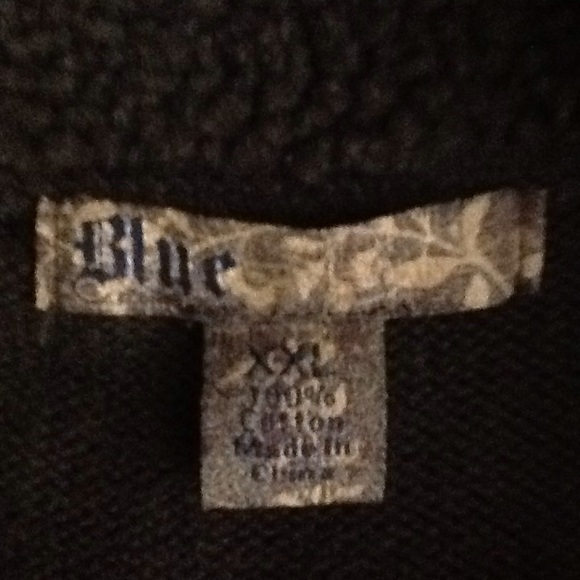 Blue
XXL
100%
Cotton
Made In
China